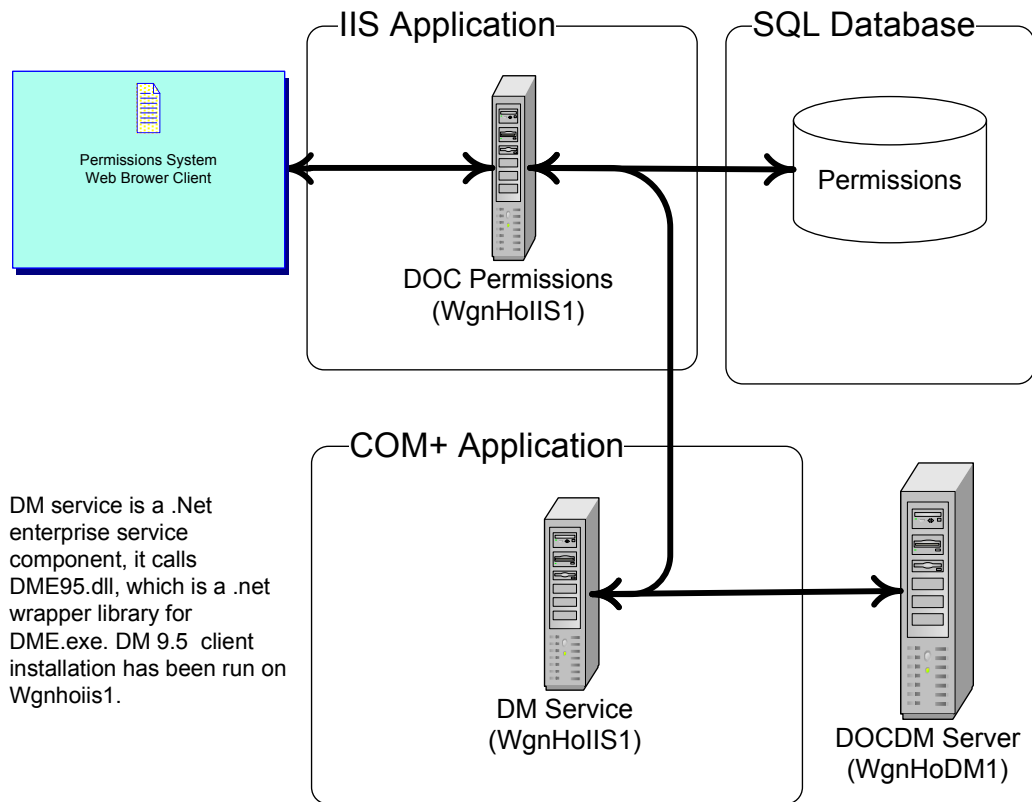 IIS Application
SQL Database
Permissions System
Web Brower Client
Permissions
DOC Permissions
(WgnHoIIS1)
COM+ Application
DM service is a .Net
enterprise service
component, it calls
DME95.dll, which is a .net
wrapper library for
DME.exe. DM 9.5  client
installation has been run on
Wgnhoiis1.
DM Service
(WgnHoIIS1)
DOCDM Server
(WgnHoDM1)